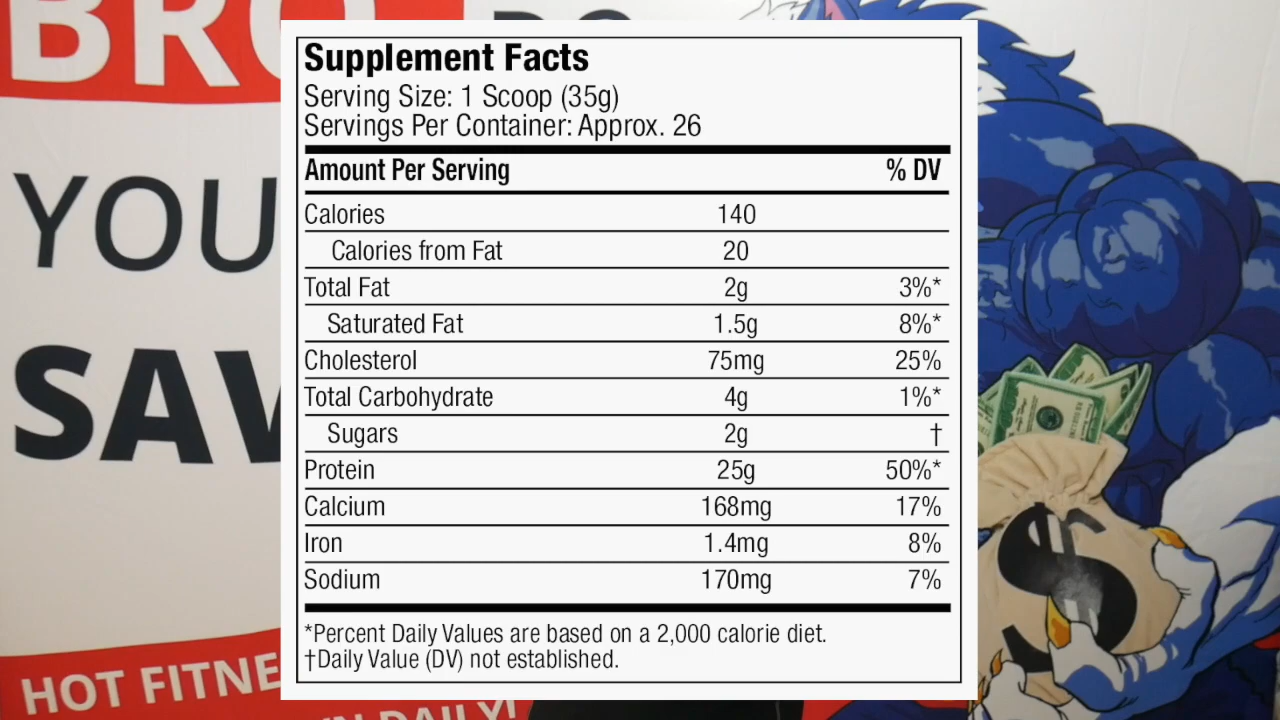 BRO
YOU
SAV
HOT FITNE
IN DAILY!
Supplement Facts
Serving Size: 1 Scoop (35g)
Servings Per Container: Approx. 26
Amount Per Serving % DV
Calories 140
Calories from Fat 20
Total Fat 2g 3%*
Saturated Fat 1.5g 8%*
Cholesterol 75mg 25%
Total Carbohydrate 4g 1%*
Sugars 2g †
Protein 25g 50%*
Calcium 168mg 17%
Iron 1.4mg 8%
Sodium 170mg 7%
*Percent Daily Values are based on a 2,000 calorie diet.
†Daily Value (DV) not established.